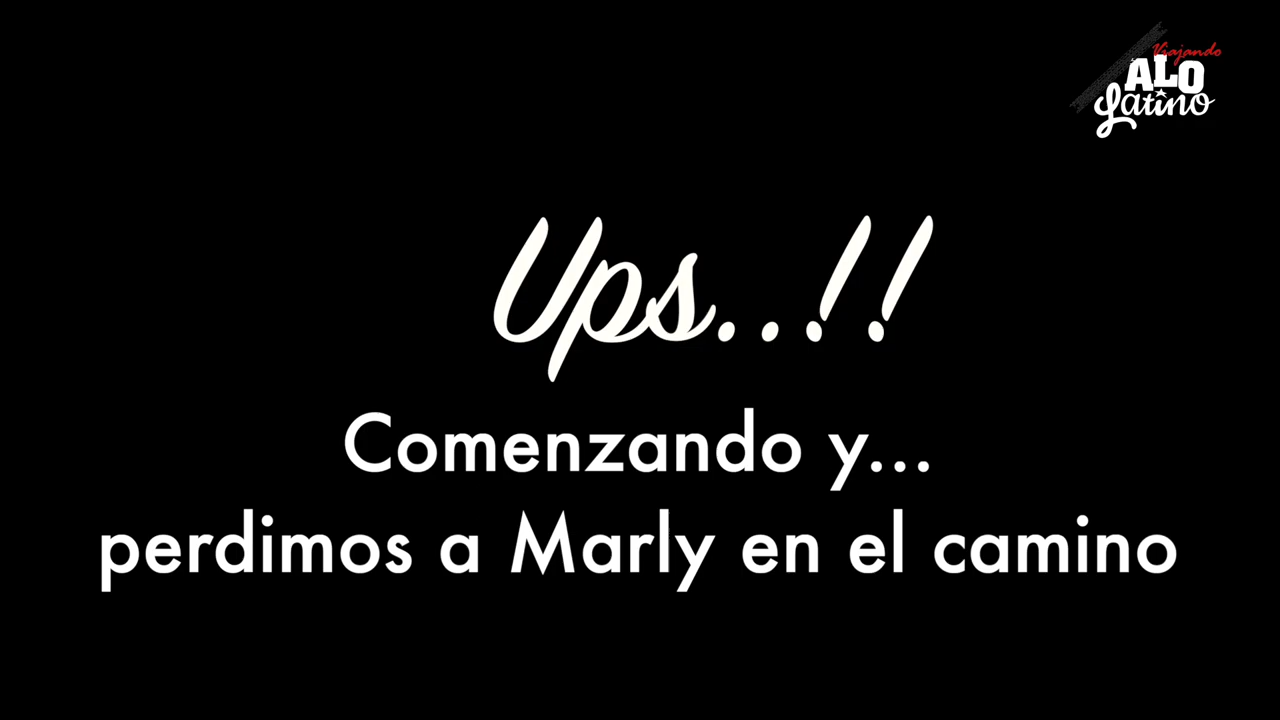 Viajando
ALO
Latino
Ups..!!
Comenzando y...
perdimos a Marly en el camino